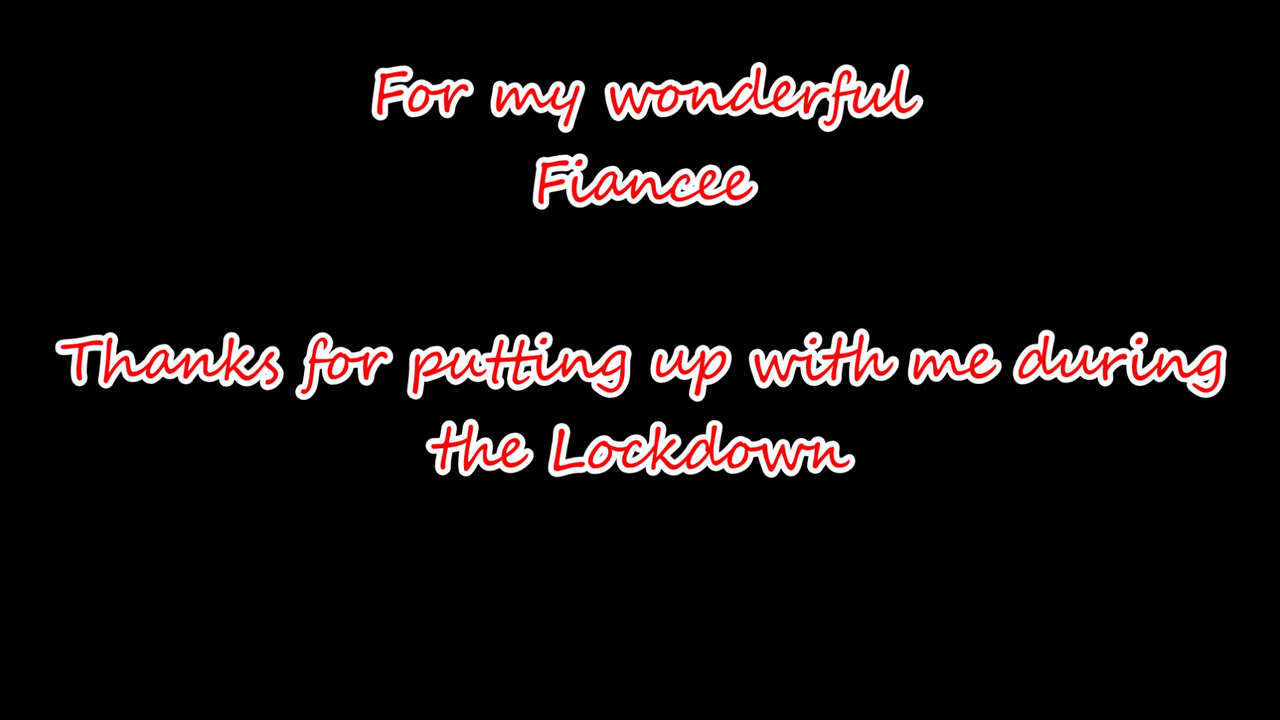 For my wonderful
Fiancee
Thanks for putting up with me during
the Lockdown